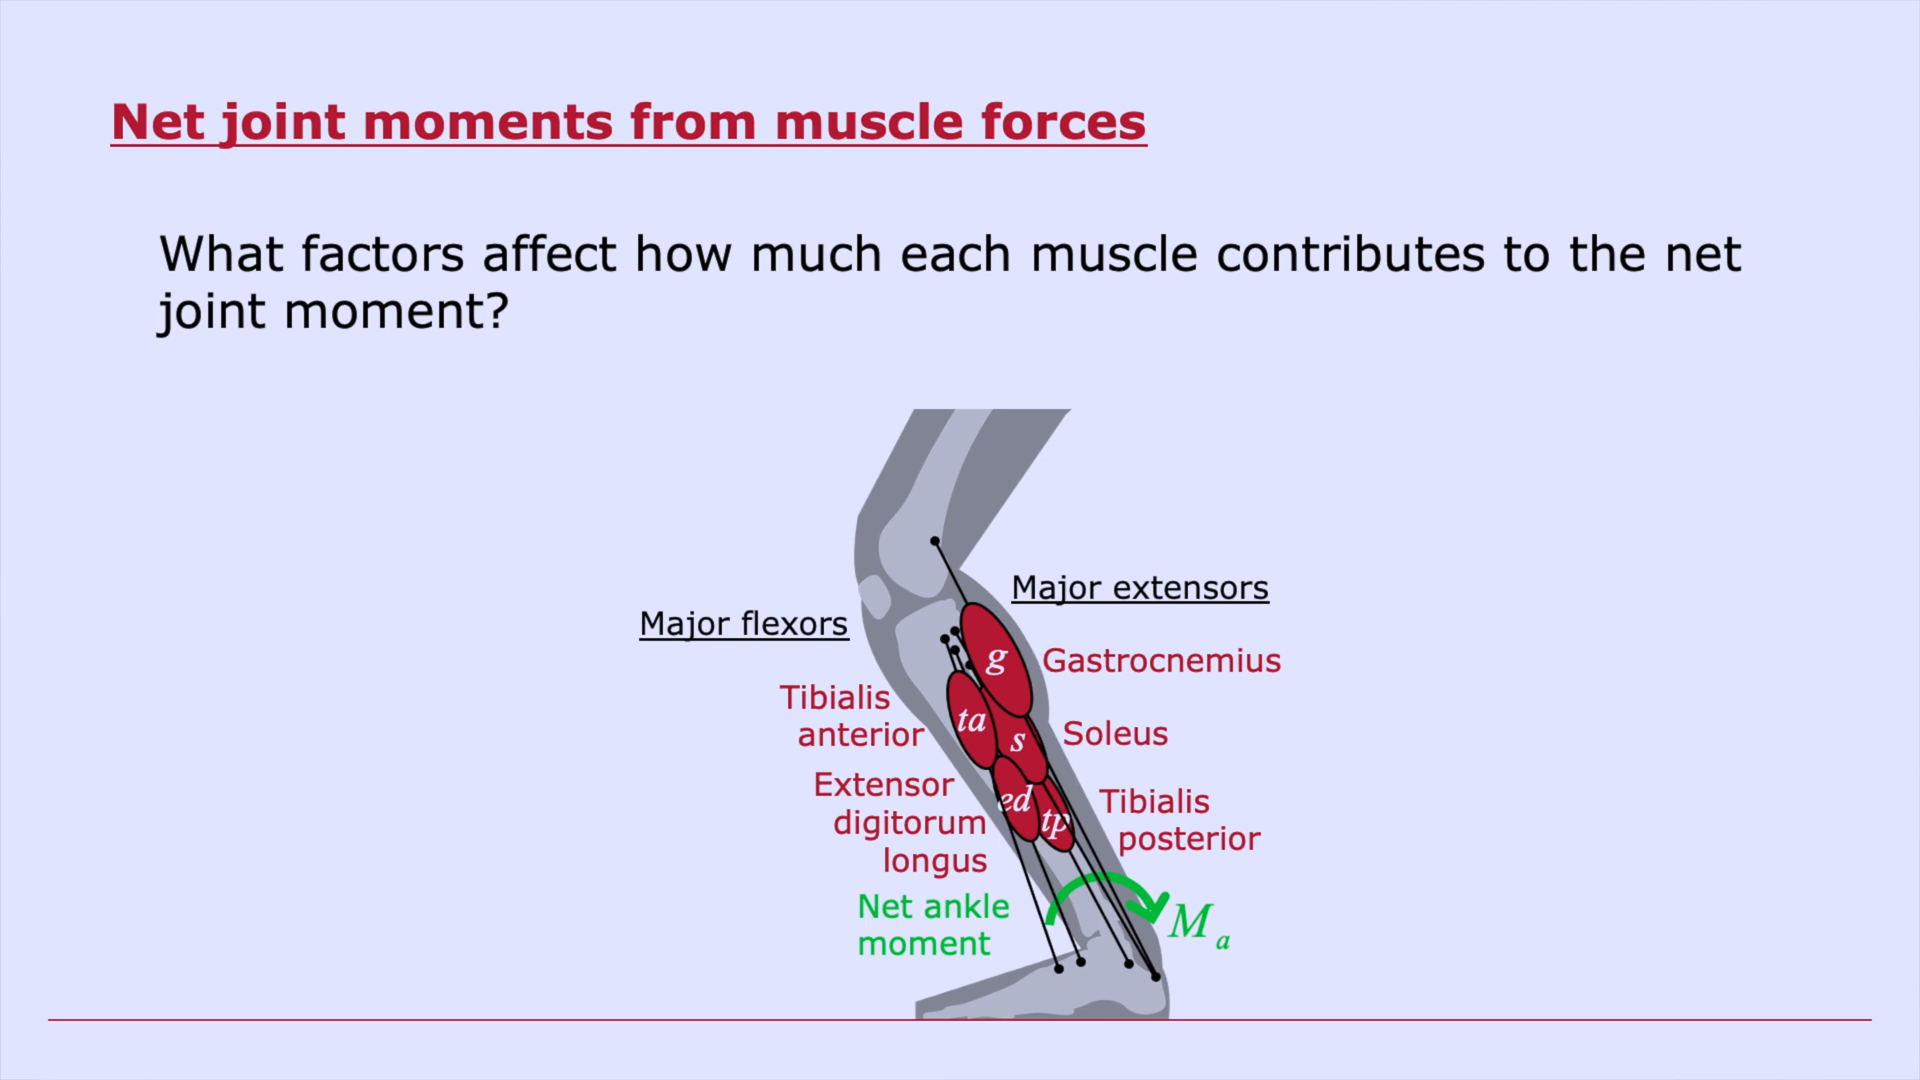 Net joint moments from muscle forces
What factors affect how much each muscle contributes to the net
joint moment?
Major extensors
Major flexors
g
Gastrocnemius
Tibialis
anterior
ta
s
Soleus
Extensor
digitorum
longus
ed
tp
Tibialis
posterior
Net ankle
moment
M a